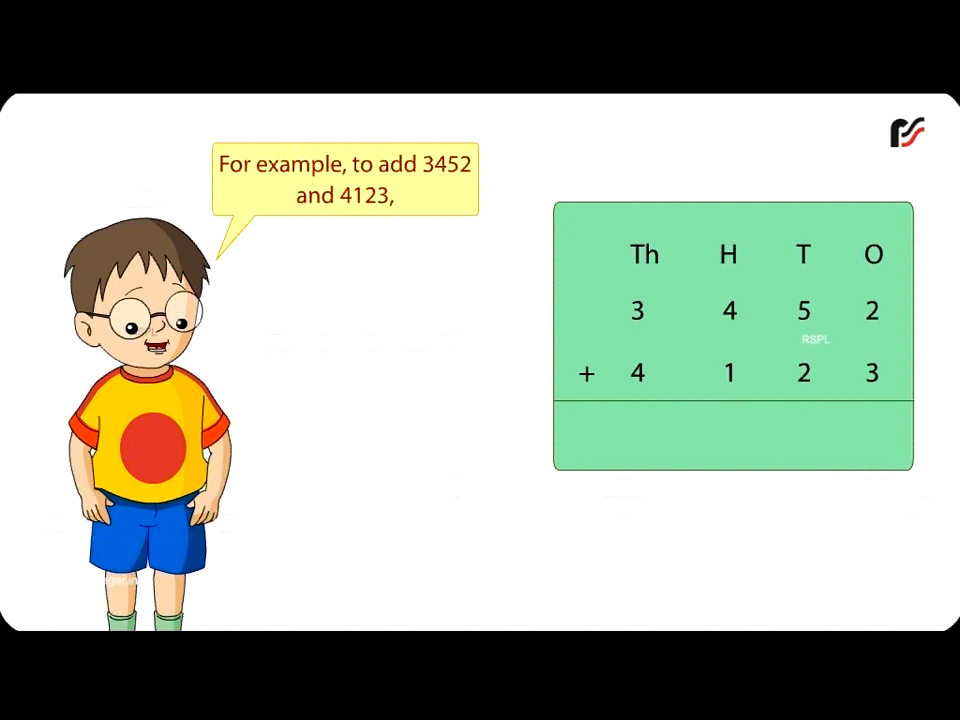 For example, to add 3452
and 4123,
Th H T O
3 4 5 2
RSPL
+ 4 1 2 3